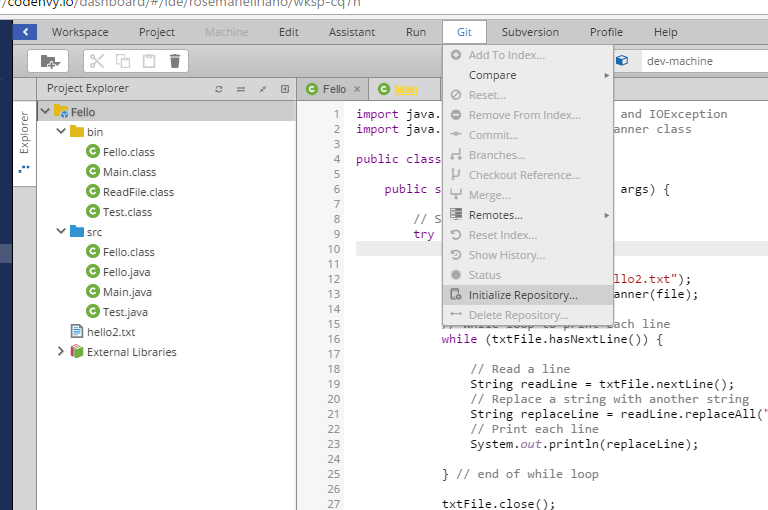 /codenvy.io/dashboard/#/ide/rosemarieliriano/wksp-cq7n
Workspace Project Machine Edit Assistant Run Git Subversion Profile Help
dev-machine
Project Explorer
Explorer
Fello
bin
Fello.class
Main.class
ReadFile.class
Test.class
src
Fello.class
Fello.java
Main.java
Test.java
hello2.txt
External Libraries
Fello × Man
Add To Index...
Compare
Reset...
Remove From Index...
Commit...
Branches...
Checkout Reference...
Merge...
Remotes...
Reset Index...
Show History...
Status
Initialize Repository...
Delete Repository...
1 import java. and IOException
2 import java. anner class
3
4 public class
5
6 public s args) {
7
8 // S
9 try
10
11
12 llo2.txt");
13 anner(file);
14
15 // while loop to print each line
16 while (txtFile.hasNextLine()) {
17
18 // Read a line
19 String readLine = txtFile.nextLine();
20 // Replace a string with another string
21 String replaceLine = readLine.replaceAll("
22 // Print each line
23 System.out.println(replaceLine);
24
25 } // end of while loop
26
27 txtFile.close();